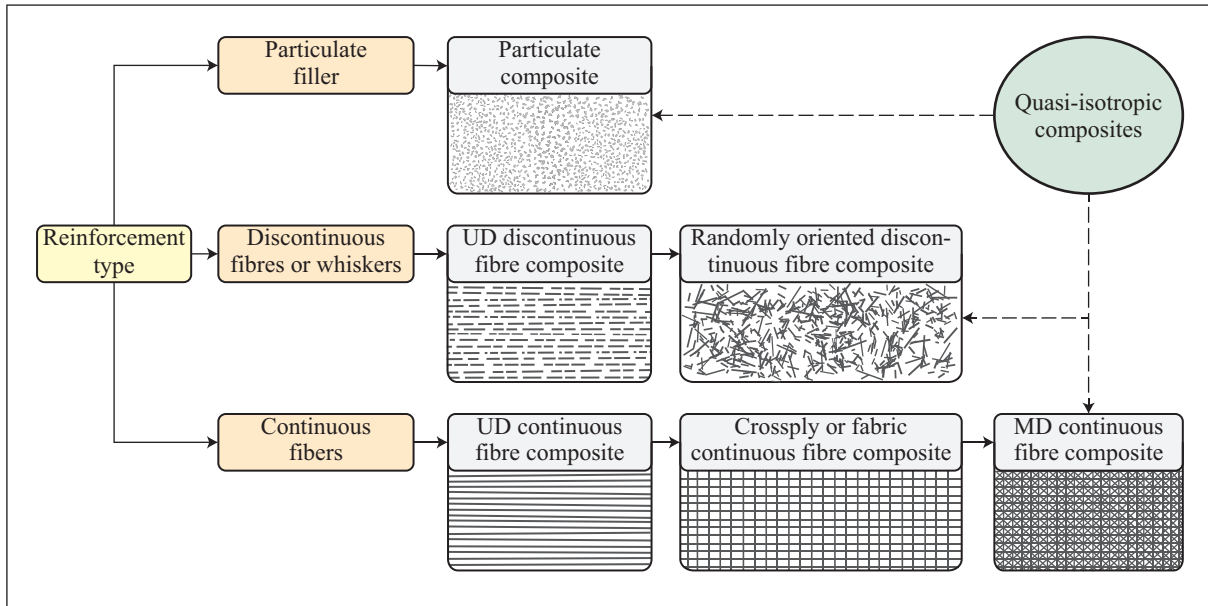 Particulate
filler
Particulate
composite
Quasi-isotropic
composites
Reinforcement
type
Discontinuous
fibres or whiskers
UD discontinuous
fibre composite
Randomly oriented discon-
tinuous fibre composite
Continuous
fibers
UD continuous
fibre composite
Crossply or fabric
continuous fibre composite
MD continuous
fibre composite